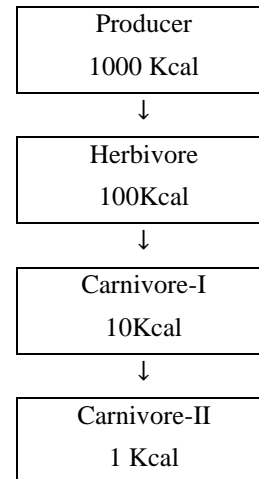 Producer
1000 Kcal
↓
Herbivore
100Kcal
↓
Carnivore-I
10Kcal
↓
Carnivore-II
1 Kcal